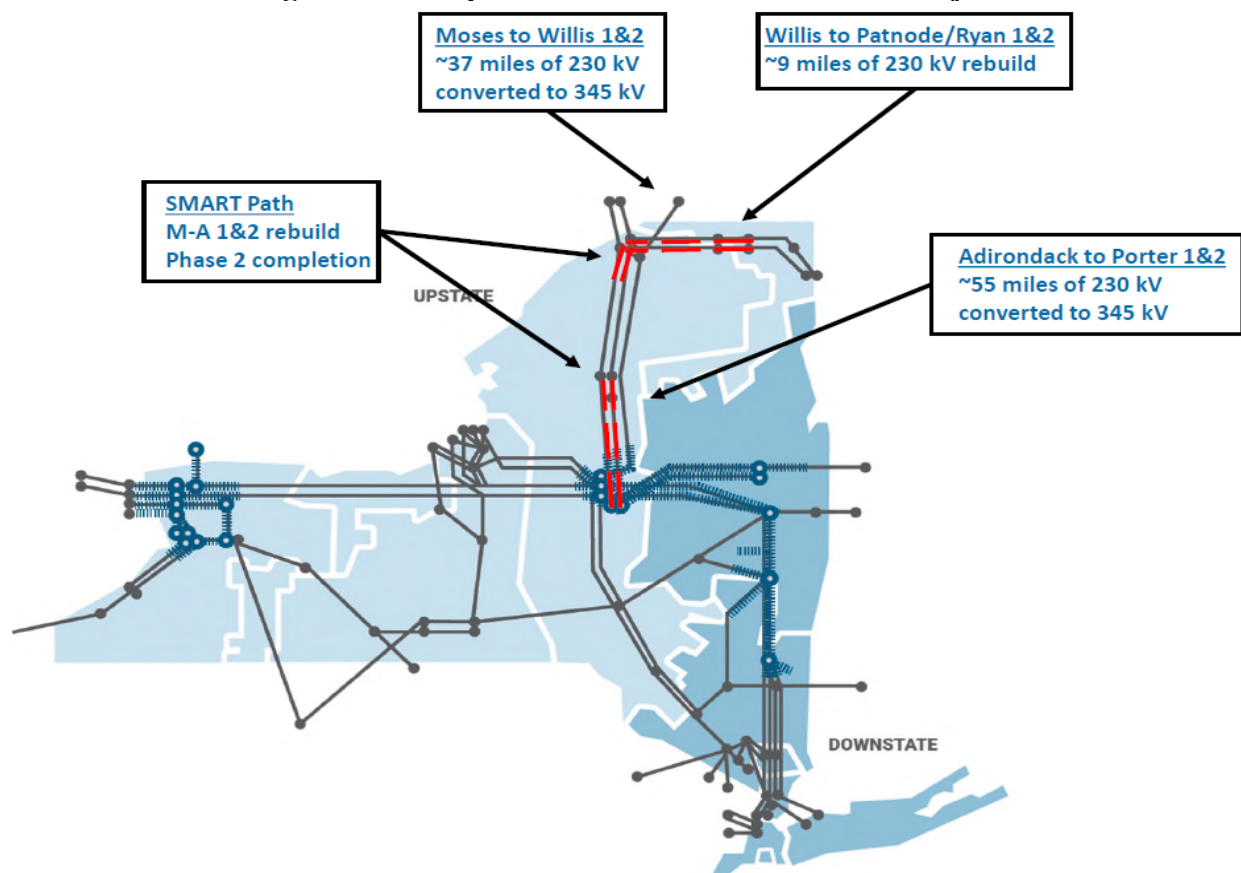 Moses to Willis 1&2
~37 miles of 230 kV
converted to 345 kV
Willis to Patnode/Ryan 1&2
~9 miles of 230 kV rebuild
SMART Path
M-A 1&2 rebuild
Phase 2 completion
Adirondack to Porter 1&2
~55 miles of 230 kV
converted to 345 kV
UPSTATE
DOWNSTATE